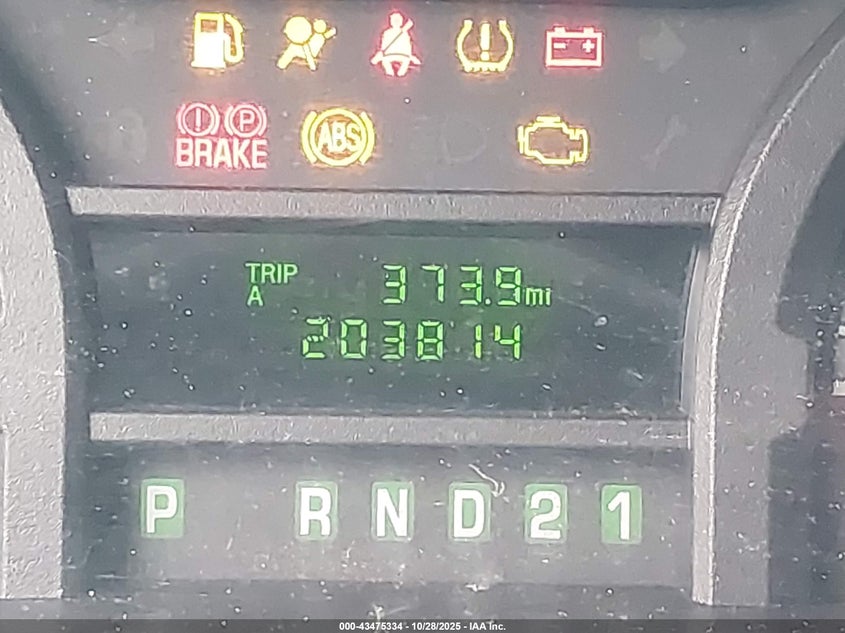 BRAKE ABS
TRIP A 373.9mi
203814
P R N D 2 1
000-43475334 - 10/28/2025 - IAA Inc.